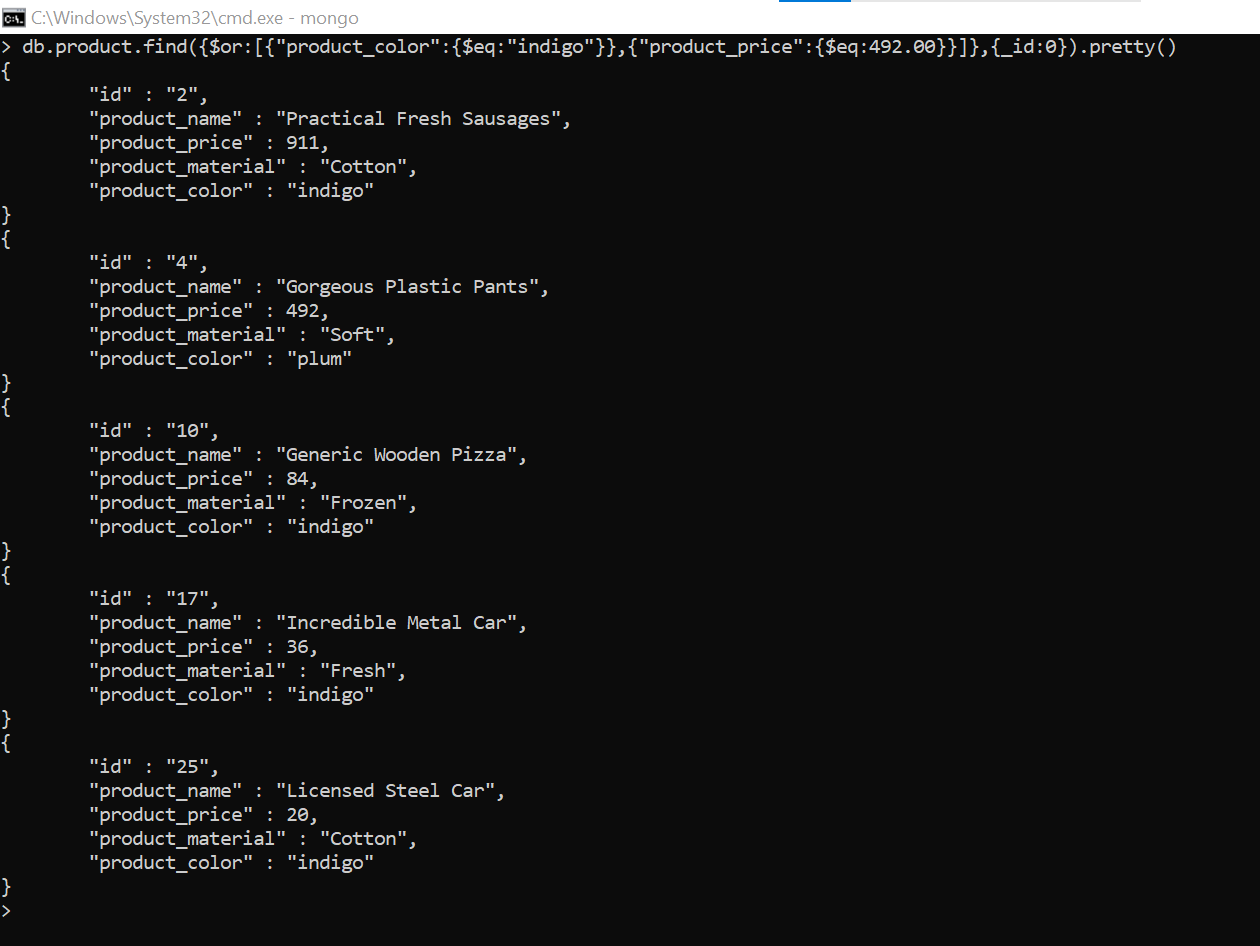 C:\Windows\System32\cmd.exe - mongo
> db.product.find({$or:[{"product_color":{$eq:"indigo"}},{"product_price":{$eq:492.00}}]},{_id:0}).pretty()
{
        "id" : "2",
        "product_name" : "Practical Fresh Sausages",
        "product_price" : 911,
        "product_material" : "Cotton",
        "product_color" : "indigo"
}
{
        "id" : "4",
        "product_name" : "Gorgeous Plastic Pants",
        "product_price" : 492,
        "product_material" : "Soft",
        "product_color" : "plum"
}
{
        "id" : "10",
        "product_name" : "Generic Wooden Pizza",
        "product_price" : 84,
        "product_material" : "Frozen",
        "product_color" : "indigo"
}
{
        "id" : "17",
        "product_name" : "Incredible Metal Car",
        "product_price" : 36,
        "product_material" : "Fresh",
        "product_color" : "indigo"
}
{
        "id" : "25",
        "product_name" : "Licensed Steel Car",
        "product_price" : 20,
        "product_material" : "Cotton",
        "product_color" : "indigo"
}
>